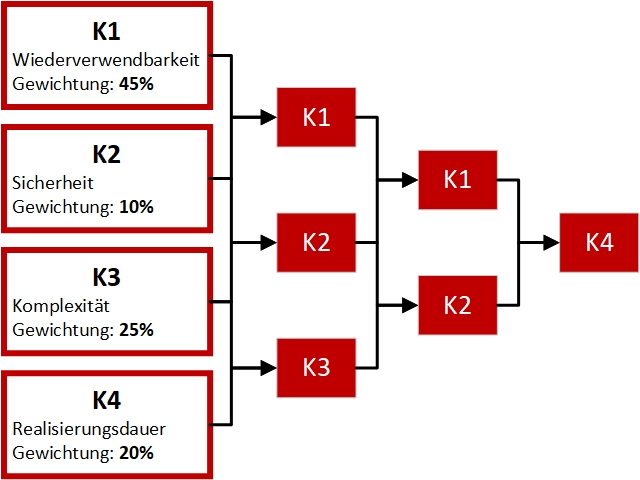 K1
Wiederverwendbarkeit
Gewichtung: 45%
K2
Sicherheit
Gewichtung: 10%
K3
Komplexität
Gewichtung: 25%
K4
Realisierungsdauer
Gewichtung: 20%
K1
K2
K3
K1
K2
K4